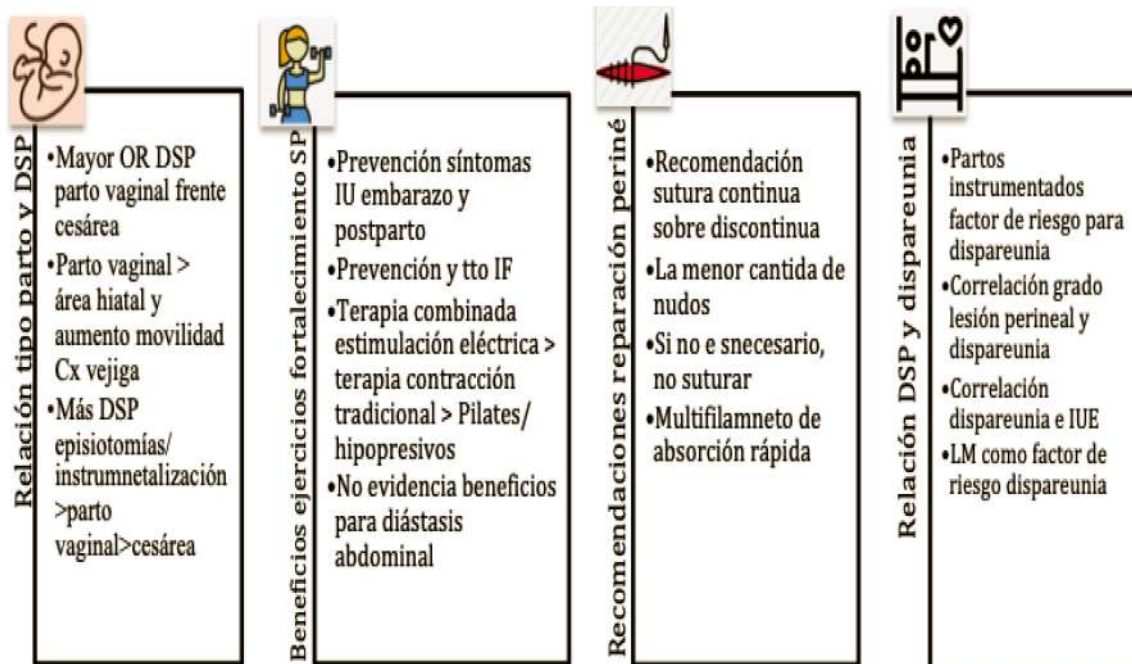 Relación tipo parto y DSP
•Mayor OR DSP
parto vaginal frente
cesárea
•Parto vaginal >
área hiatal y
aumento movilidad
Cx vejiga
•Más DSP
episiotomías/
instrumnetalización
>parto
vaginal>cesárea
Beneficios ejercicios fortalecimiento SP
•Prevención síntomas
IU embarazo y
postparto
•Prevención y tto IF
•Terapia combinada
estimulación eléctrica >
terapia contracción
tradicional > Pilates/
hipopresivos
•No evidencia beneficios
para diástasis
abdominal
Recomendaciones reparación periné
•Recomendación
sutura continua
sobre discontinua
•La menor cantida de
nudos
•Si no e snecesario,
no suturar
•Multifilamneto de
absorción rápida
Relación DSP y dispareunia
•Partos
instrumentados
factor de riesgo para
dispareunia
•Correlación grado
lesión perineal y
dispareunia
•Correlación
dispareunia e IUE
•LM como factor de
riesgo dispareunia